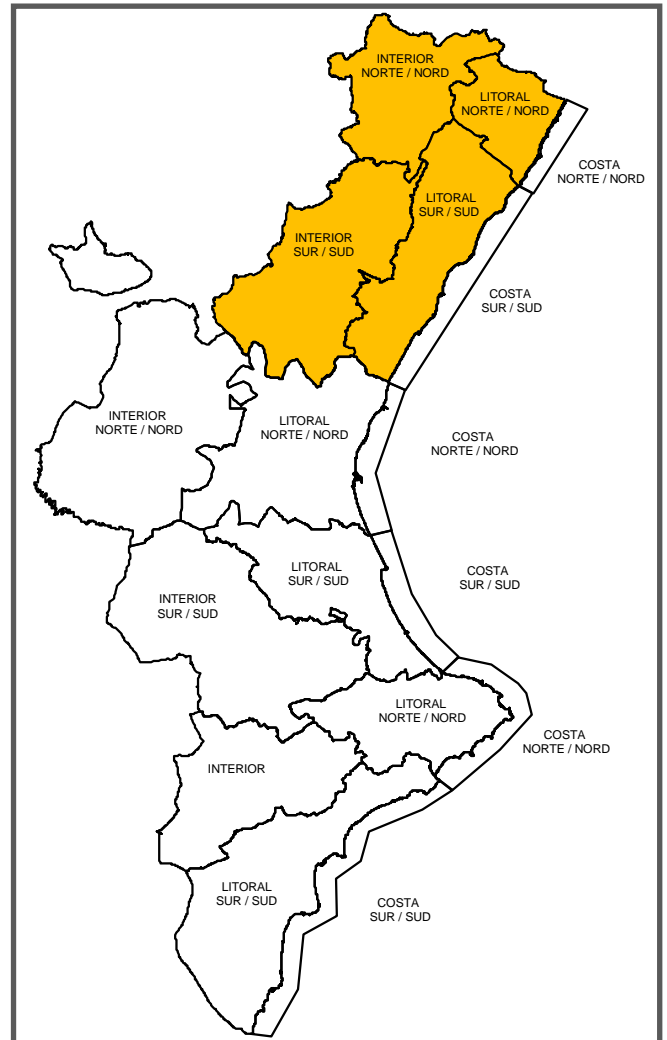 INTERIOR
NORTE / NORD
LITORAL
NORTE / NORD
COSTA
NORTE / NORD
LITORAL
SUR / SUD
INTERIOR
SUR / SUD
COSTA
SUR / SUD
INTERIOR
NORTE / NORD
LITORAL
NORTE / NORD
COSTA
NORTE / NORD
LITORAL
SUR / SUD
COSTA
SUR / SUD
INTERIOR
SUR / SUD
LITORAL
NORTE / NORD
COSTA
NORTE / NORD
INTERIOR
LITORAL
SUR / SUD
COSTA
SUR / SUD